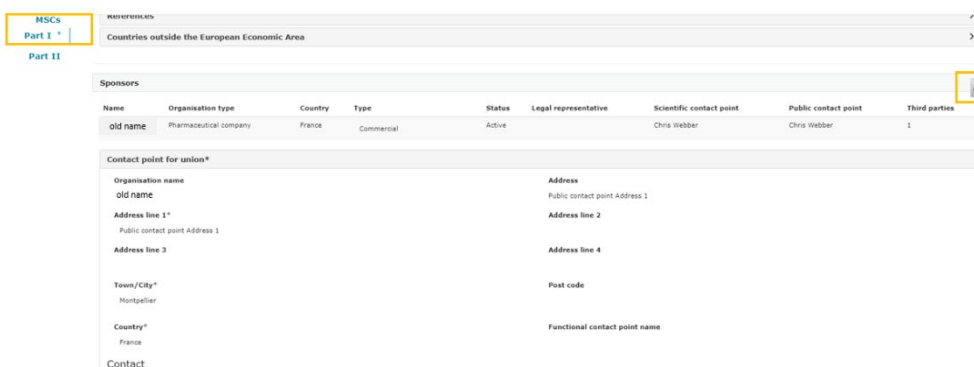 MSCs
References
Part I *
Countries outside the European Economic Area
Part II
Sponsors
Name Organisation type Country Type Status Legal representative Scientific contact point Public contact point Third parties
old name Pharmaceutical company France Commercial Active Chris Webber Chris Webber 1
Contact point for union*
Organisation name Address
old name Public contact point Address 1
Address line 1* Address line 2
Public contact point Address 1
Address line 3 Address line 4
Town/City* Post code
Montpellier
Country* Functional contact point name
France
Contact